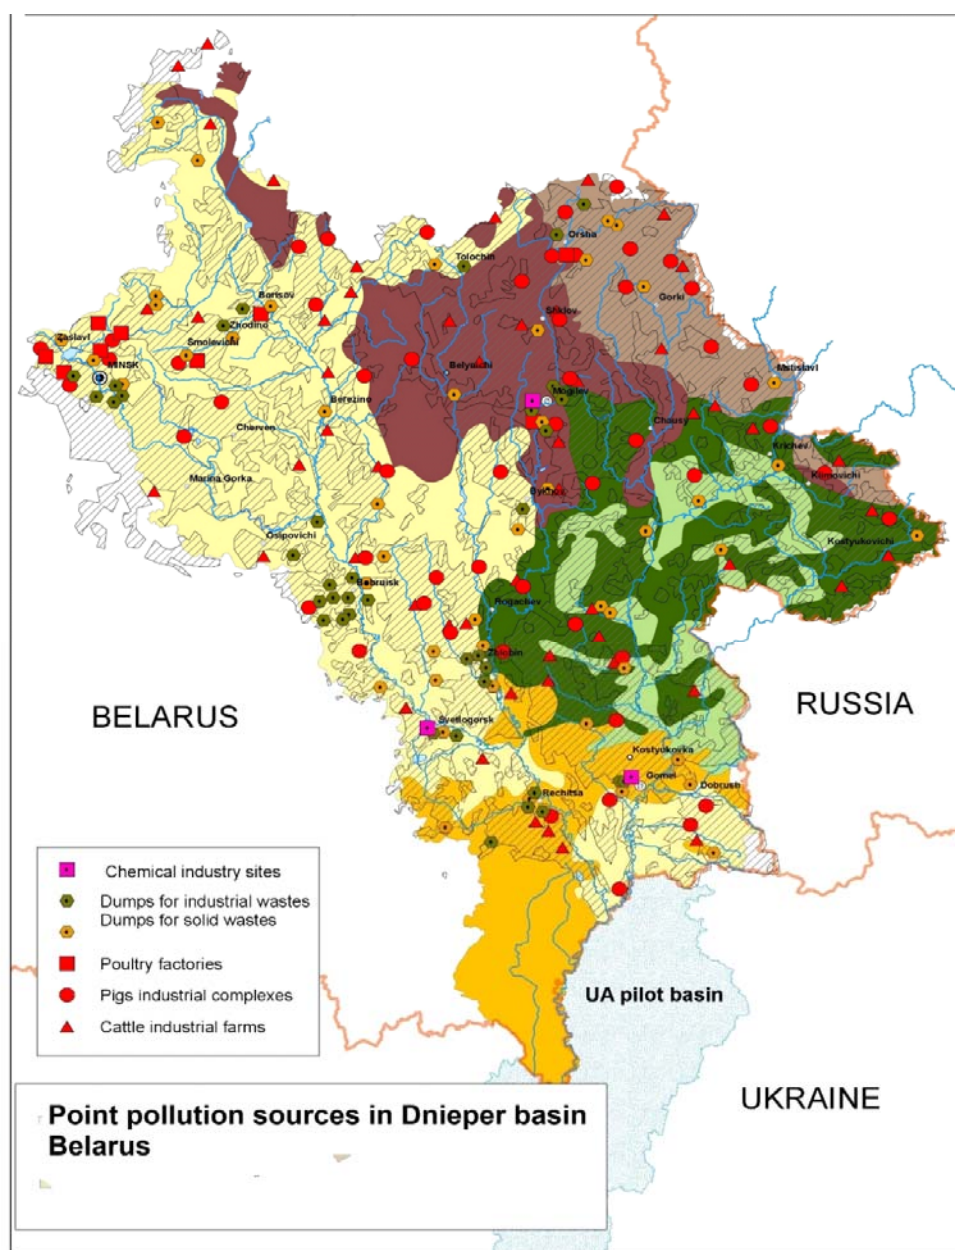 Tolochin
Orsha
Borisov
Zhodino
Gorki
Shklov
Zaslavl
Smolevichi
MINSK
Belynichi
Mstislavl
Mogilev
Berezino
Cherven
Chausy
Krichev
Marina Gorka
Klimovichi
Bykhov
Osipovichi
Kostyukovichi
Bobruisk
Rogachev
Zhlobin
BELARUS
RUSSIA
Svetlogorsk
Kostyukovka
Gomel
Dobrush
Rechitsa
Chemical industry sites
Dumps for industrial wastes
Dumps for solid wastes
Poultry factories
Pigs industrial complexes
Cattle industrial farms
UA pilot basin
UKRAINE
Point pollution sources in Dnieper basin
Belarus